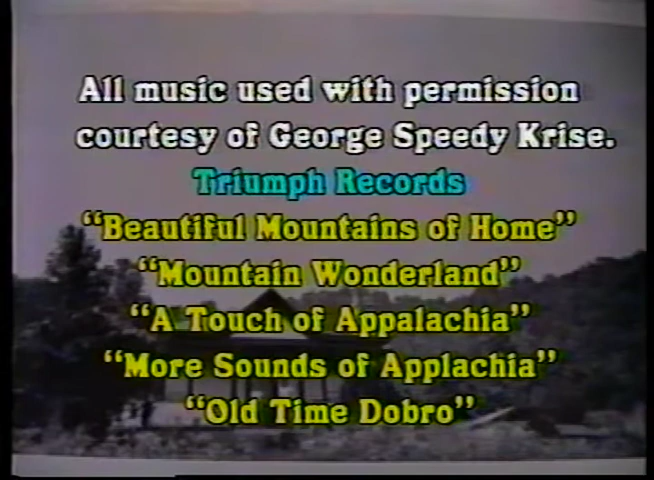 All music used with permission
courtesy of George Speedy Krise.
Triumph Records
“Beautiful Mountains of Home”
“Mountain Wonderland”
“A Touch of Appalachia”
“More Sounds of Applachia”
“Old Time Dobro”